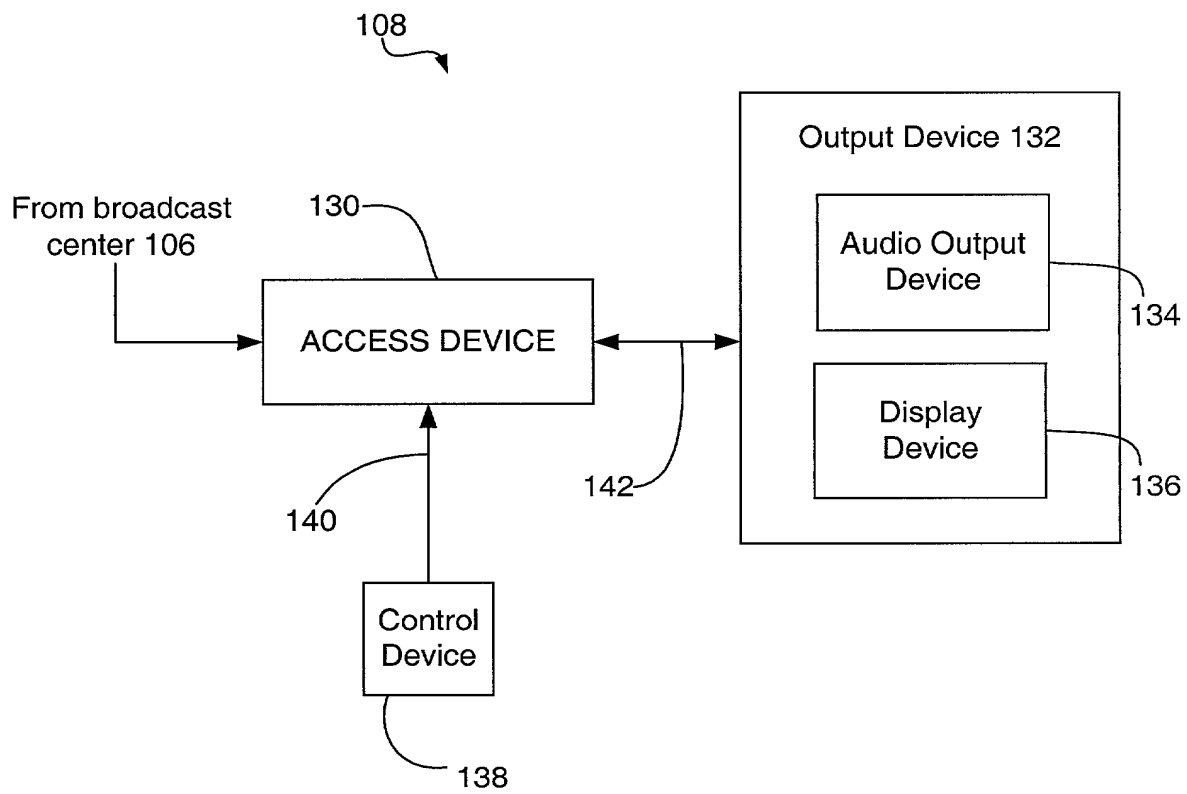 108
Output Device 132
130
From broadcast
center 106
Audio Output
Device
134
ACCESS DEVICE
Display
Device
136
142
140
Control
Device
138